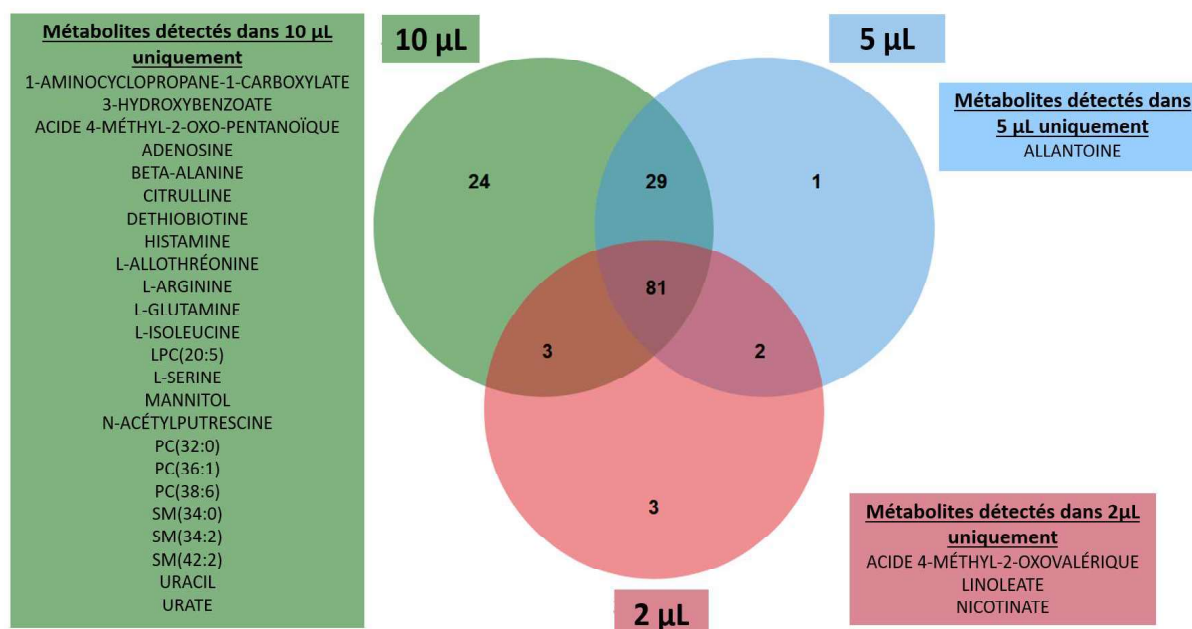 Métabolites détectés dans 10 µL
uniquement
1-AMINOCYCLOPROPANE-1-CARBOXYLATE
3-HYDROXYBENZOATE
ACIDE 4-MÉTHYL-2-OXO-PENTANOÏQUE
ADENOSINE
BETA-ALANINE
CITRULLINE
DETHIOBIOTINE
HISTAMINE
L-ALLOTHRÉONINE
L-ARGININE
L-GLUTAMINE
L-ISOLEUCINE
LPC(20:5)
L-SERINE
MANNITOL
N-ACÉTYLPUTRESCINE
PC(32:0)
PC(36:1)
PC(38:6)
SM(34:0)
SM(34:2)
SM(42:2)
URACIL
URATE
10 µL
5 µL
24
29
1
81
3
2
3
2 µL
Métabolites détectés dans
5 µL uniquement
ALLANTOINE
Métabolites détectés dans 2µL
uniquement
ACIDE 4-MÉTHYL-2-OXOVALÉRIQUE
LINOLEATE
NICOTINATE